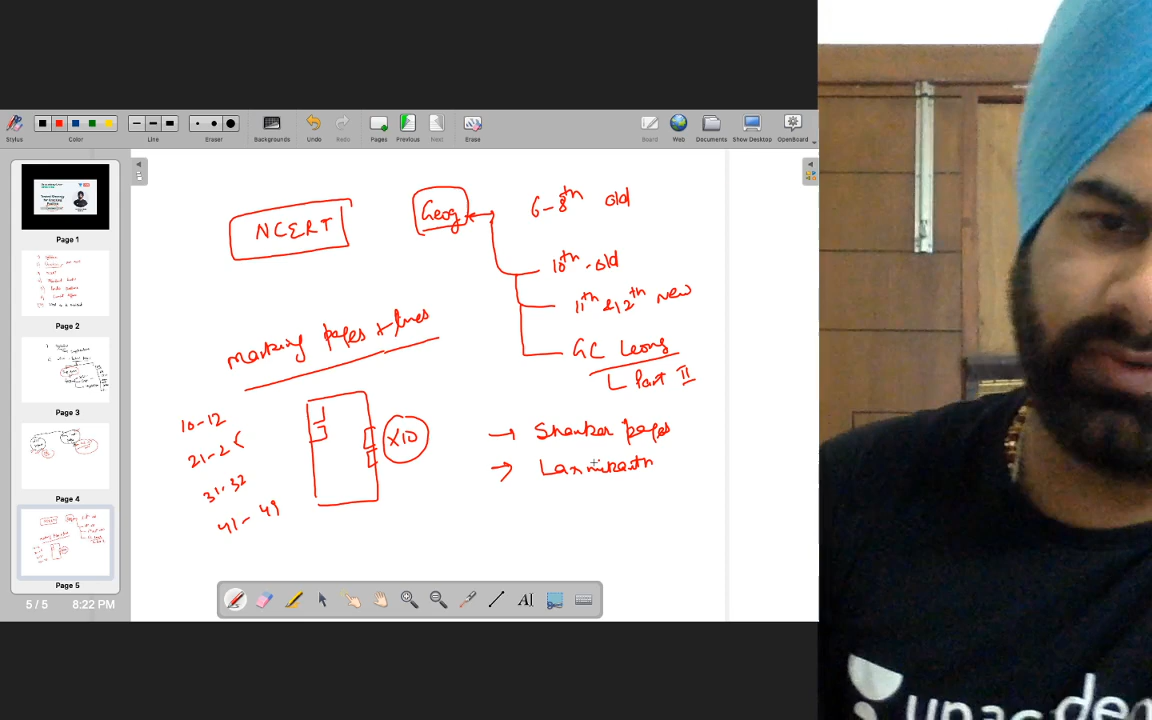 Stylus
Color
Line
Eraser
Backgrounds
Undo
Redo
Pages
Previous
Next
Erase
Board
Web
Documents
Show Desktop
OpenBoard
Page 1
Page 2
Page 3
Page 4
Page 5
5 / 5 8:22 PM
NCERT
Geog
6-8th old
10th - old
11th & 12th New
GC Leong
Part II
marking pages + lines
10-12
21-2
31-32
41-49
X10
→ Shankar pages
→ Laxmikanth
AI